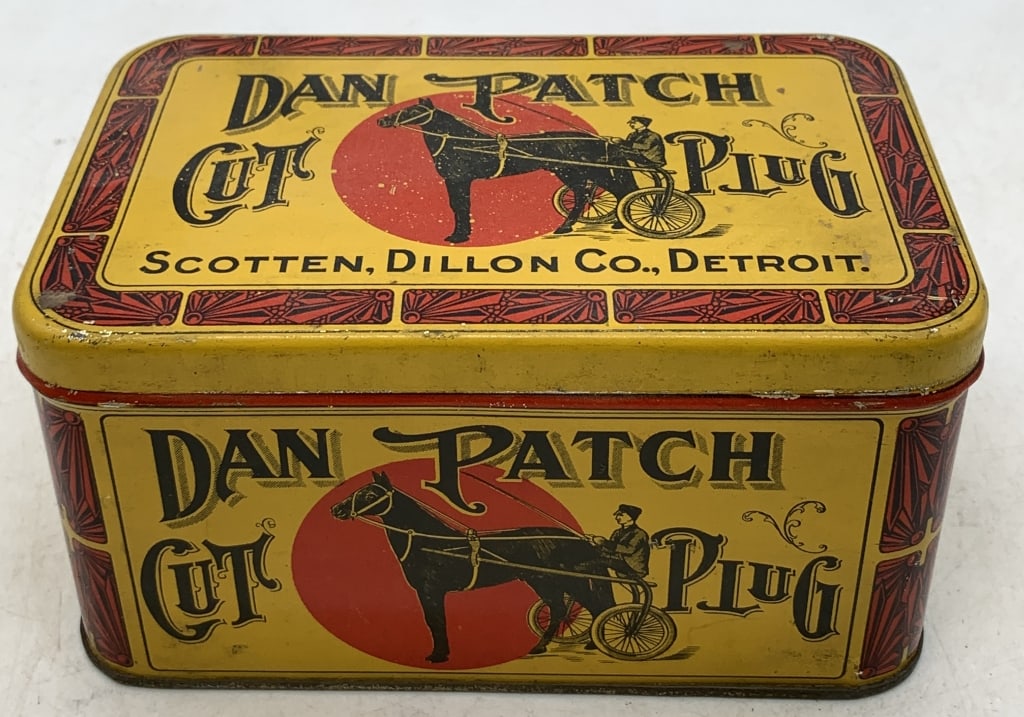 DAN PATCH
CUT PLUG
SCOTTEN, DILLON CO., DETROIT.
DAN PATCH
CUT PLUG